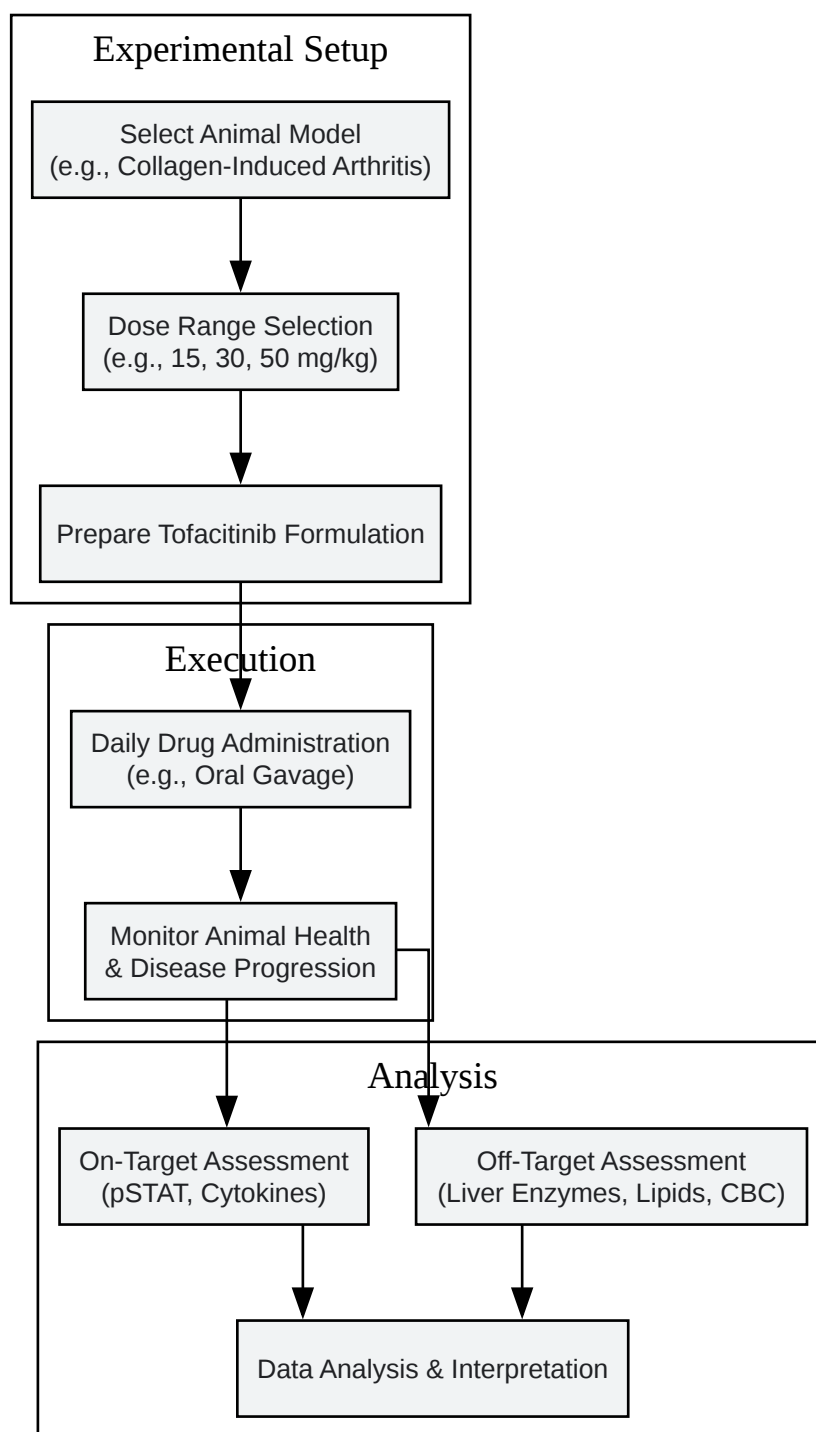 Experimental Setup
Select Animal Model
(e.g., Collagen-Induced Arthritis)
Dose Range Selection
(e.g., 15, 30, 50 mg/kg)
Prepare Tofacitinib Formulation
Execution
Daily Drug Administration
(e.g., Oral Gavage)
Monitor Animal Health
& Disease Progression
Analysis
On-Target Assessment
(pSTAT, Cytokines)
Off-Target Assessment
(Liver Enzymes, Lipids, CBC)
Data Analysis & Interpretation